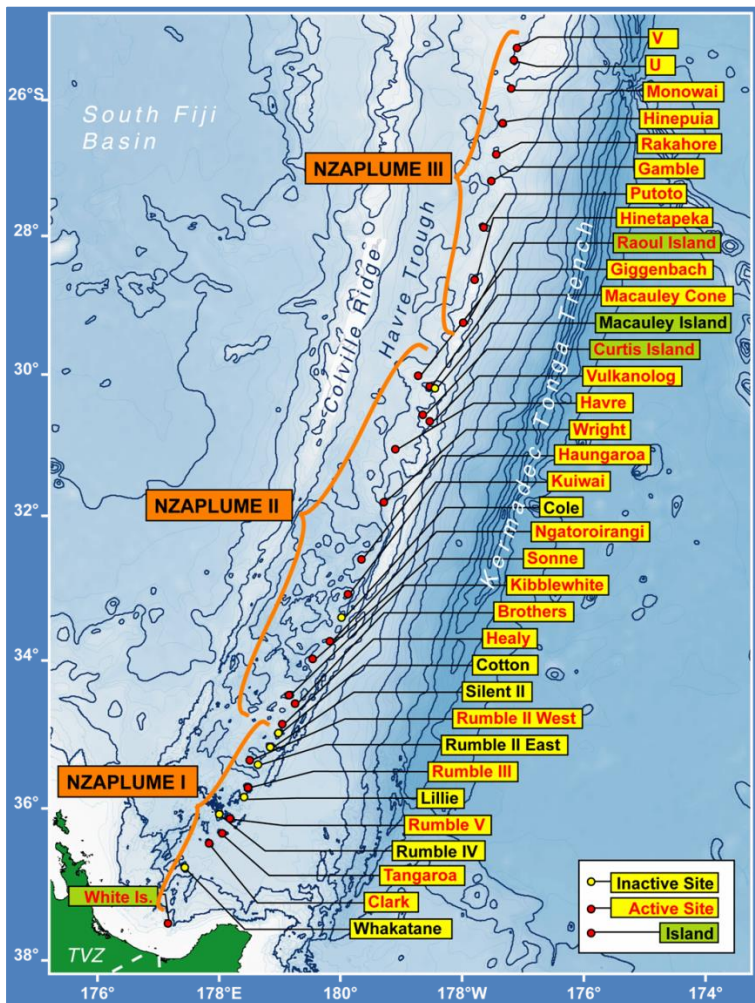 V
U
26°S
Monowai
South Fiji
Basin
Hinepuia
Rakahore
NZAPLUME III
Gamble
Putoto
Hinetapeka
28°
Raoul Island
Colville Ridge
Havre Trough
Giggenbach
Macauley Cone
Macauley Island
Kermadec Tonga Trench
30°
Curtis Island
Vulkanolog
Havre
Wright
Haungaroa
Kuiwai
NZAPLUME II
32°
Cole
Ngatoroirangi
Sonne
Kibblewhite
Brothers
34°
Healy
Cotton
Silent II
Rumble II West
Rumble II East
NZAPLUME I
Rumble III
36°
Lillie
Rumble V
Rumble IV
Tangaroa
Inactive Site
White Is.
Clark
Active Site
Whakatane
Island
TVZ
38°
176°
178°E
180°
178°W
176°
174°